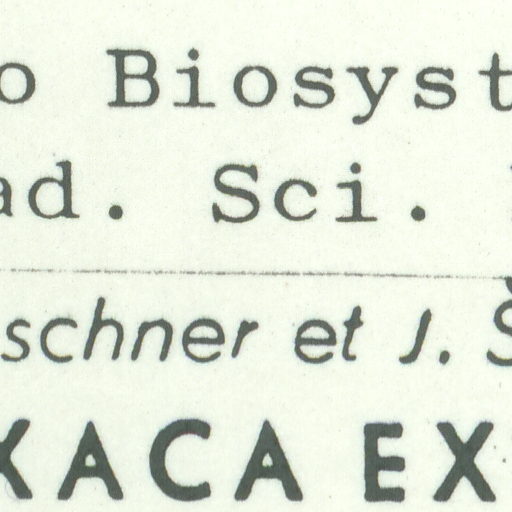 o Biosyst
ad. Sci.
schner et J. Š
XACA EX